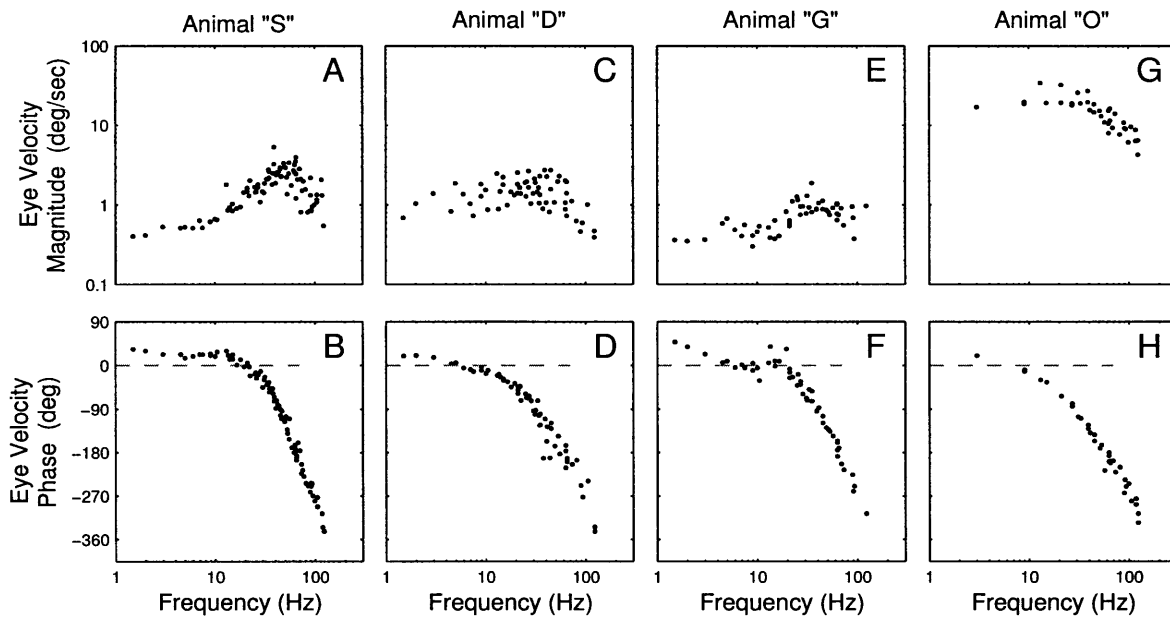 Animal "S" Animal "D" Animal "G" Animal "O"
A C E G
Eye Velocity
Magnitude (deg/sec)
100
10
1
0.1
B D F H
Eye Velocity
Phase (deg)
90
0
-90
-180
-270
-360
1 10 100 1 10 100 1 10 100 1 10 100
Frequency (Hz) Frequency (Hz) Frequency (Hz) Frequency (Hz)